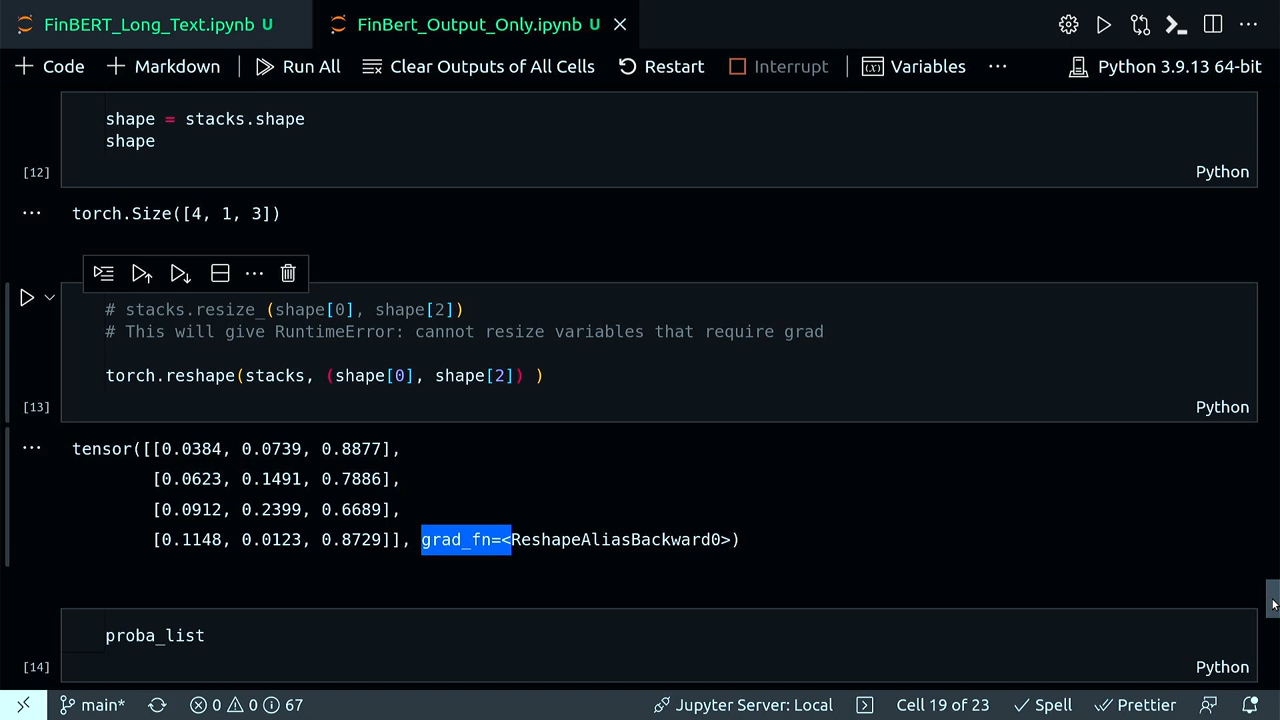 FinBERT_Long_Text.ipynb U
FinBert_Output_Only.ipynb U
Code
Markdown
Run All
Clear Outputs of All Cells
Restart
Interrupt
Variables
Python 3.9.13 64-bit
shape = stacks.shape
shape
[12]
Python
torch.Size([4, 1, 3])
# stacks.resize_(shape[0], shape[2])
# This will give RuntimeError: cannot resize variables that require grad
torch.reshape(stacks, (shape[0], shape[2]) )
[13]
Python
tensor([[0.0384, 0.0739, 0.8877],
[0.0623, 0.1491, 0.7886],
[0.0912, 0.2399, 0.6689],
[0.1148, 0.0123, 0.8729]], grad_fn=<ReshapeAliasBackward0>)
proba_list
[14]
Python
main*
0
0
67
Jupyter Server: Local
Cell 19 of 23
Spell
Prettier